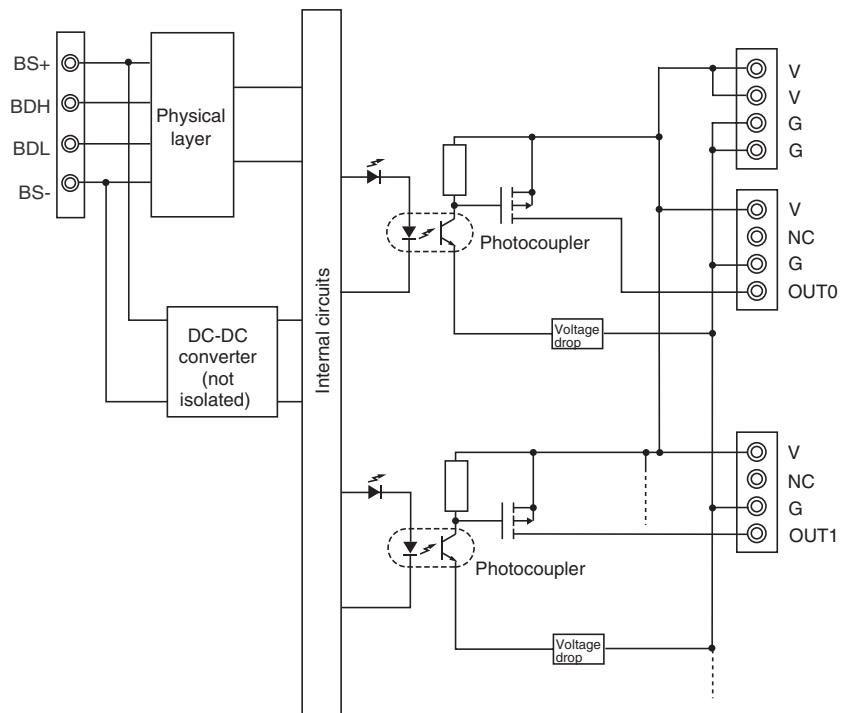 BS+
BDH
BDL
BS-
Physical
layer
DC-DC
converter
(not
isolated)
Internal circuits
Photocoupler
Voltage
drop
Photocoupler
Voltage
drop
V
V
G
G
V
NC
G
OUT0
V
NC
G
OUT1